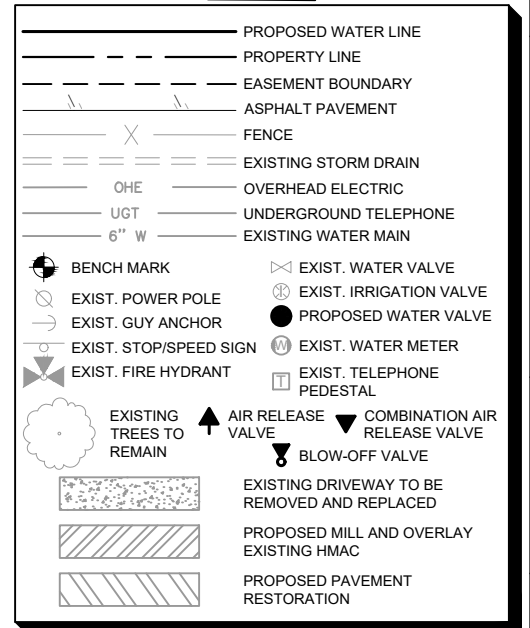 PROPOSED WATER LINE
PROPERTY LINE
EASEMENT BOUNDARY
ASPHALT PAVEMENT
X FENCE
EXISTING STORM DRAIN
OHE OVERHEAD ELECTRIC
UGT UNDERGROUND TELEPHONE
6" W EXISTING WATER MAIN
BENCH MARK
EXIST. POWER POLE
EXIST. GUY ANCHOR
EXIST. STOP/SPEED SIGN
EXIST. FIRE HYDRANT
EXIST. WATER VALVE
EXIST. IRRIGATION VALVE
PROPOSED WATER VALVE
W EXIST. WATER METER
T EXIST. TELEPHONE
PEDESTAL
EXISTING
TREES TO
REMAIN
AIR RELEASE
VALVE
COMBINATION AIR
RELEASE VALVE
BLOW-OFF VALVE
EXISTING DRIVEWAY TO BE
REMOVED AND REPLACED
PROPOSED MILL AND OVERLAY
EXISTING HMAC
PROPOSED PAVEMENT
RESTORATION